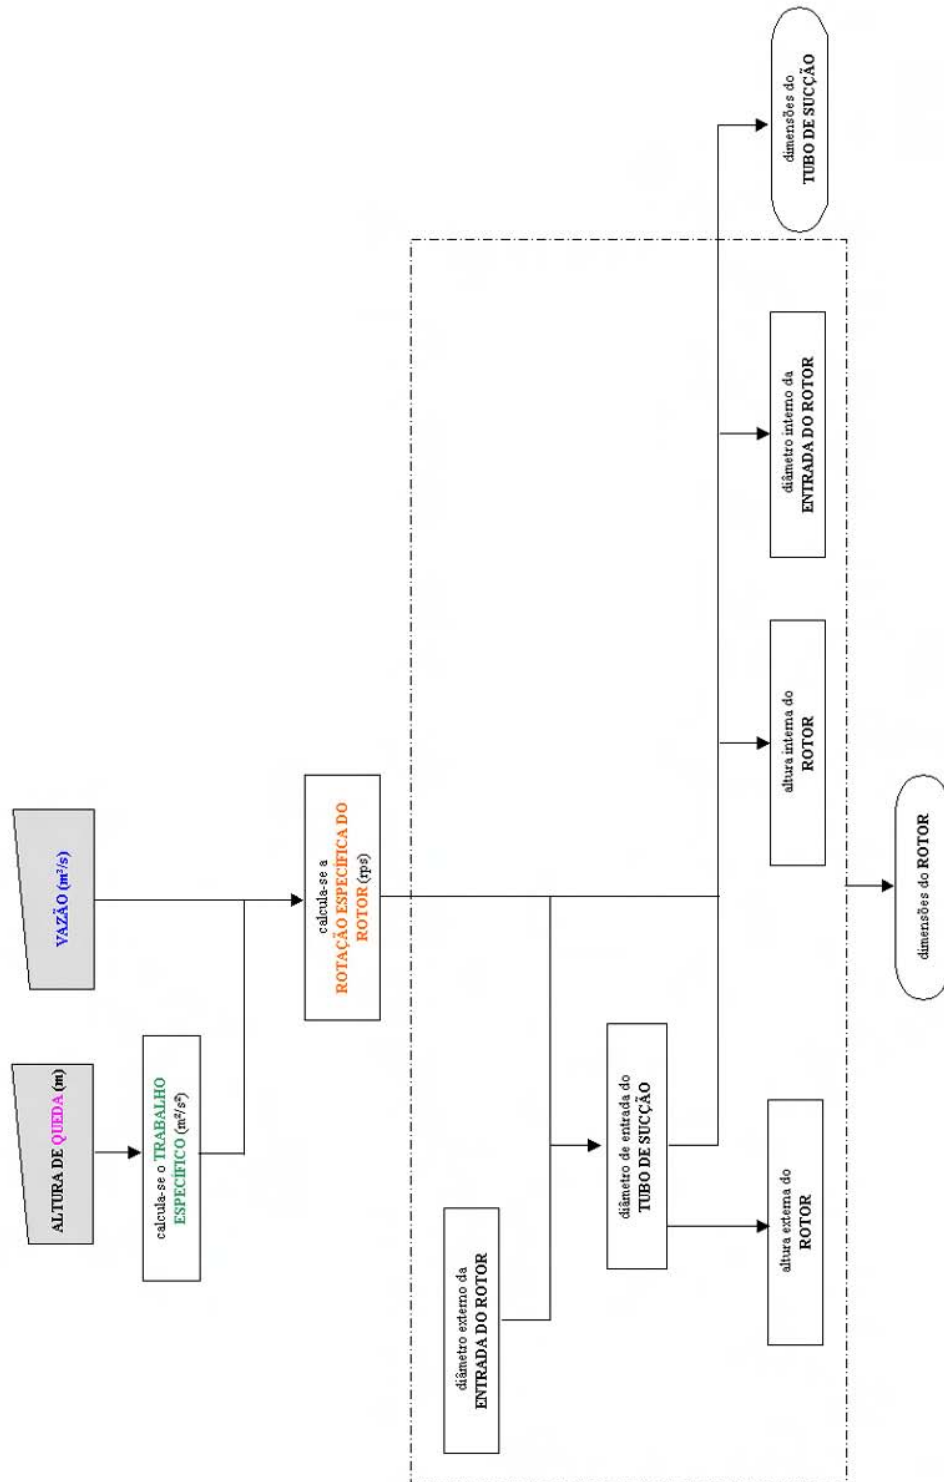 ALTURA DE QUEDA (m)
VAZÃO (m³/s)
calcula-se o TRABALHO
ESPECÍFICO (m²/s²)
calcula-se a
ROTAÇÃO ESPECÍFICA DO
ROTOR (rps)
diâmetro externo da
ENTRADA DO ROTOR
diâmetro de entrada do
TUBO DE SUCÇÃO
altura externa do
ROTOR
altura interna do
ROTOR
diâmetro interno da
ENTRADA DO ROTOR
dimensões do
TUBO DE SUCÇÃO
dimensões do ROTOR